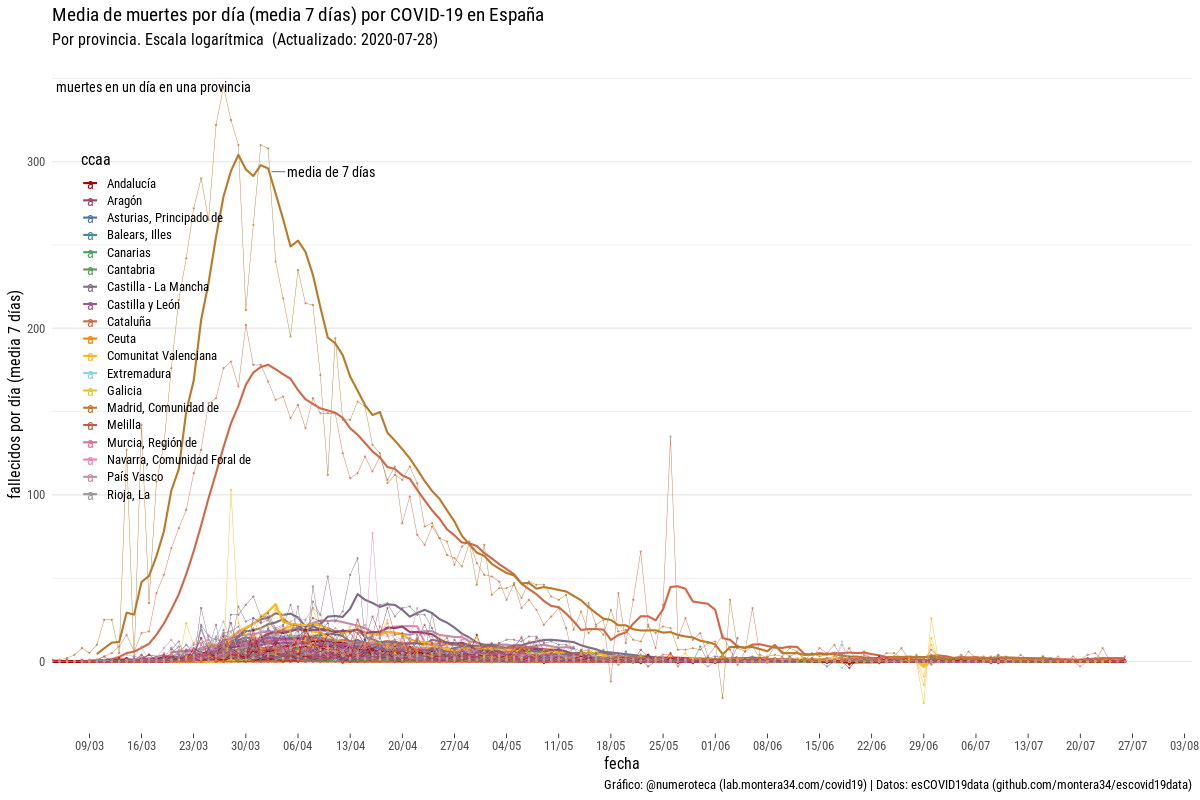 Media de muertes por día (media 7 días) por COVID-19 en España
Por provincia. Escala logarítmica  (Actualizado: 2020-07-28)
muertes en un día en una provincia
media de 7 días
ccaa
Andalucía
Aragón
Asturias, Principado de
Balears, Illes
Canarias
Cantabria
Castilla - La Mancha
Castilla y León
Cataluña
Ceuta
Comunitat Valenciana
Extremadura
Galicia
Madrid, Comunidad de
Melilla
Murcia, Región de
Navarra, Comunidad Foral de
País Vasco
Rioja, La
fallecidos por día (media 7 días)
300
200
100
0
09/03 16/03 23/03 30/03 06/04 13/04 20/04 27/04 04/05 11/05 18/05 25/05 01/06 08/06 15/06 22/06 29/06 06/07 13/07 20/07 27/07 03/08
fecha
Gráfico: @numeroteca (lab.montera34.com/covid19) | Datos: esCOVID19data (github.com/montera34/escovid19data)